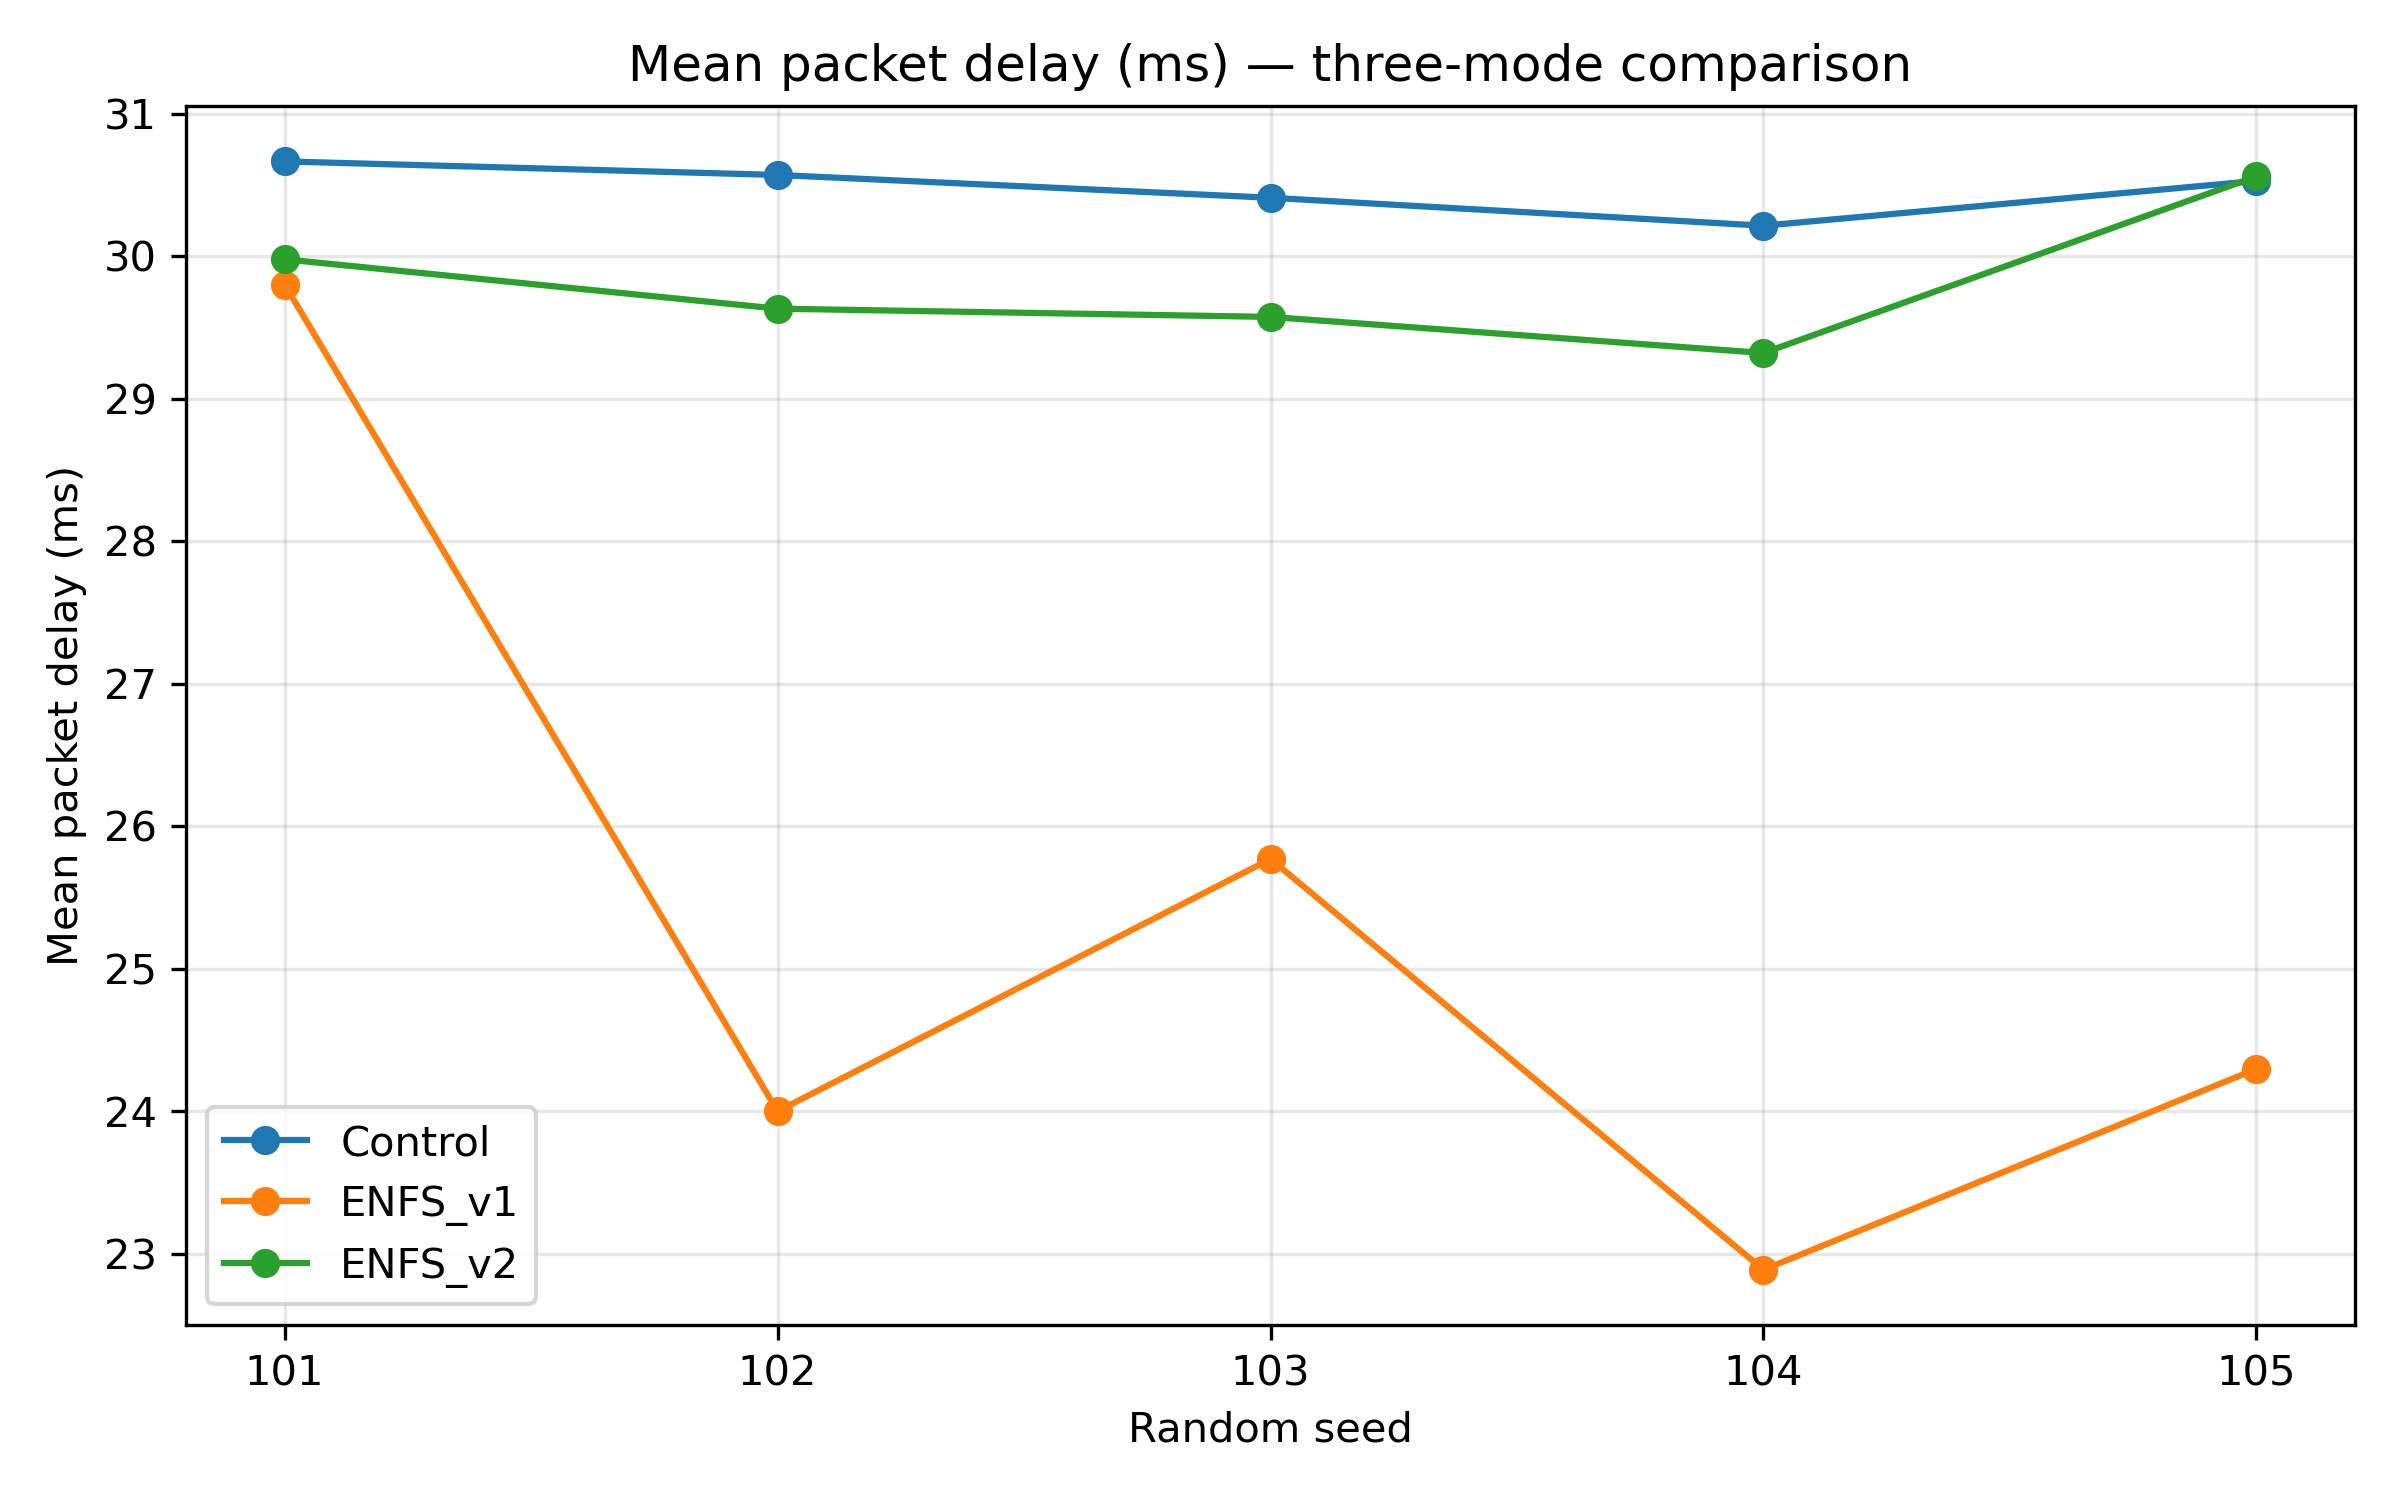 Mean packet delay (ms) — three-mode comparison
Mean packet delay (ms)
31
30
29
28
27
26
25
24
23
Control
ENFS_v1
ENFS_v2
101 102 103 104 105
Random seed